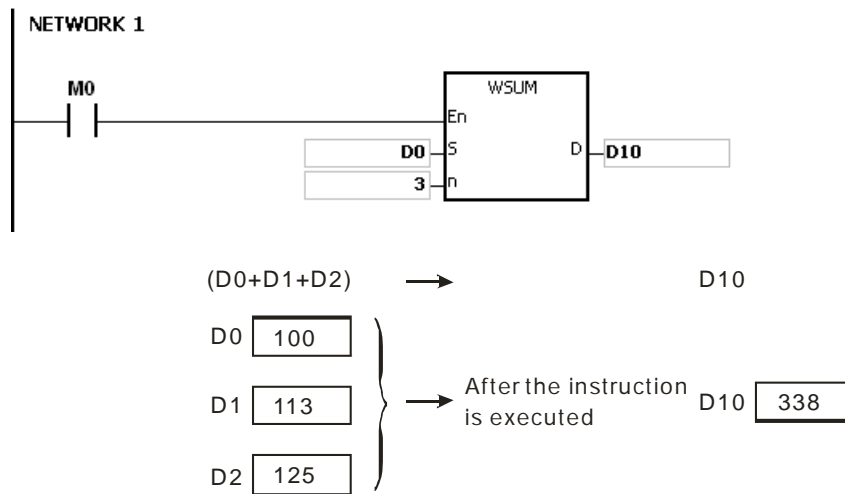 NETWORK 1
M0
WSUM
En
D0 S D D10
3 n
(D0+D1+D2) D10
D0 100
D1 113
After the instruction
is executed
D10 338
D2 125